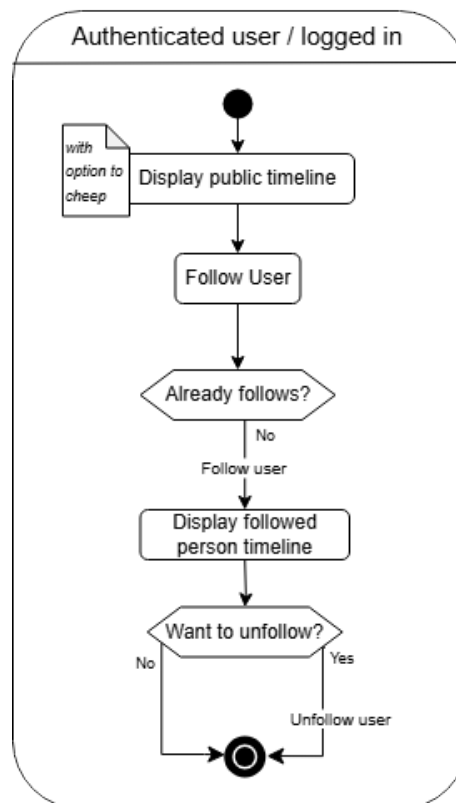 Authenticated user / logged in
with
option to
cheep
Display public timeline
Follow User
Already follows?
No
Follow user
Display followed
person timeline
Want to unfollow?
No
Yes
Unfollow user